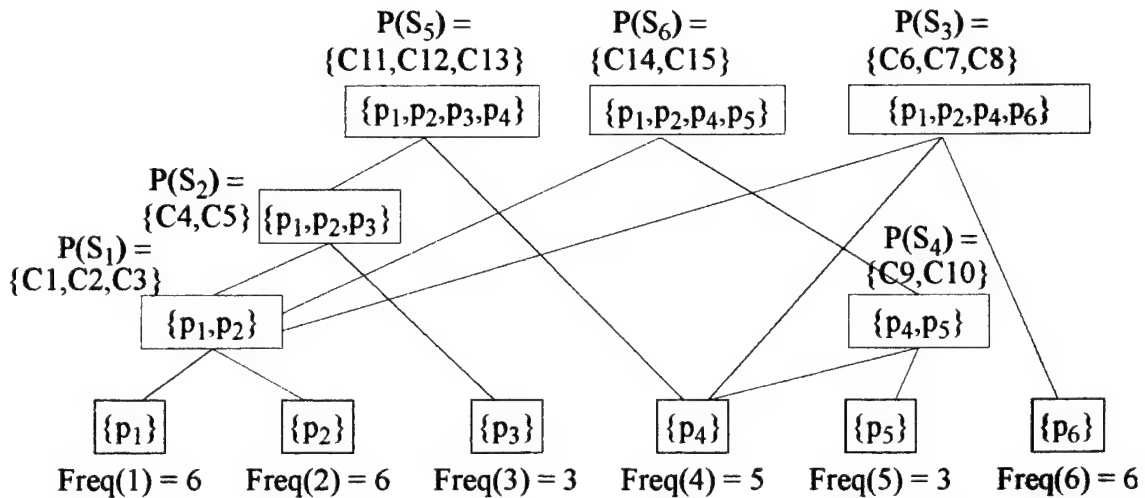 P(S₅) = P(S₆) = P(S₃) =
{C11,C12,C13} {C14,C15} {C6,C7,C8}
{p₁,p₂,p₃,p₄} {p₁,p₂,p₄,p₅} {p₁,p₂,p₄,p₆}
P(S₂) =
{C4,C5} {p₁,p₂,p₃}
P(S₁) = P(S₄) =
{C1,C2,C3} {C9,C10}
{p₁,p₂} {p₄,p₅}
{p₁} {p₂} {p₃} {p₄} {p₅} {p₆}
Freq(1) = 6 Freq(2) = 6 Freq(3) = 3 Freq(4) = 5 Freq(5) = 3 Freq(6) = 6